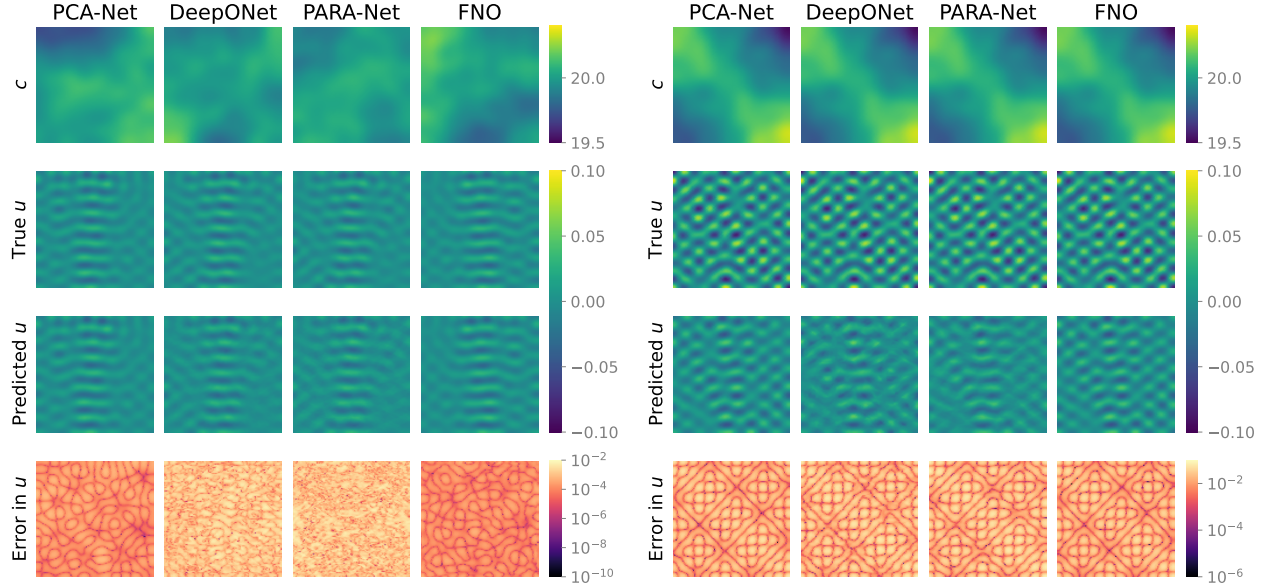 PCA-Net DeepONet PARA-Net FNO PCA-Net DeepONet PARA-Net FNO
c 20.0 19.5 c 20.0 19.5
True u 0.10 0.05 True u 0.10 0.05
0.00 0.00
Predicted u −0.05 −0.10 Predicted u −0.05 −0.10
Error in u 10⁻² 10⁻⁴ 10⁻⁶ 10⁻⁸ 10⁻¹⁰ Error in u 10⁻² 10⁻⁴ 10⁻⁶